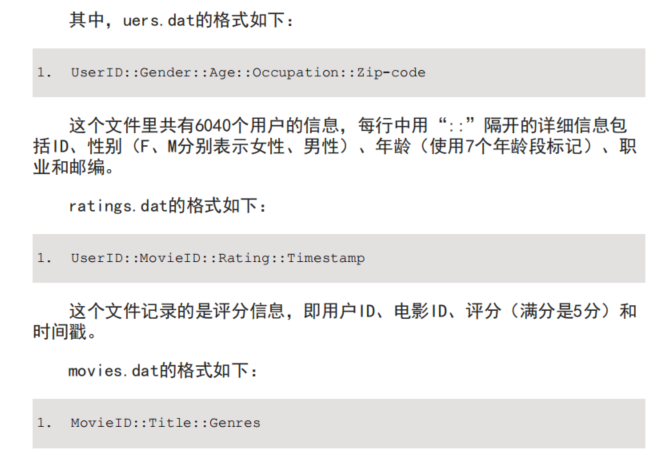 其中，uers.dat的格式如下：
1. UserID::Gender::Age::Occupation::Zip-code
这个文件里共有6040个用户的信息，每行中用“::”隔开的详细信息包
括ID、性别（F、M分别表示女性、男性）、年龄（使用7个年龄段标记）、职
业和邮编。
ratings.dat的格式如下：
1. UserID::MovieID::Rating::Timestamp
这个文件记录的是评分信息，即用户ID、电影ID、评分（满分是5分）和
时间戳。
movies.dat的格式如下：
1. MovieID::Title::Genres